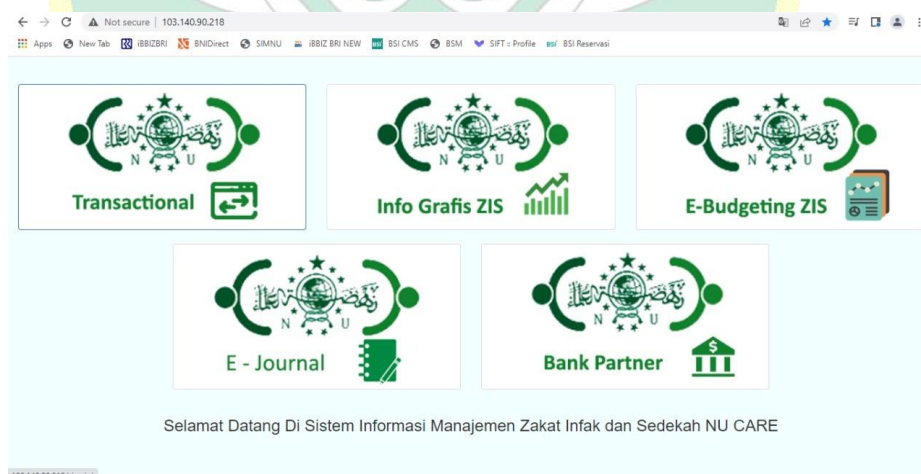 Not secure | 103.140.90.218
Apps New Tab iBBIZBRI BNIDirect SIMNU iBBIZ BRI NEW BSI CMS BSM SIFT :: Profile BSI Reservasi
N U N U N U
Transactional Info Grafis ZIS E-Budgeting ZIS
N U N U
E - Journal Bank Partner
Selamat Datang Di Sistem Informasi Manajemen Zakat Infak dan Sedekah NU CARE